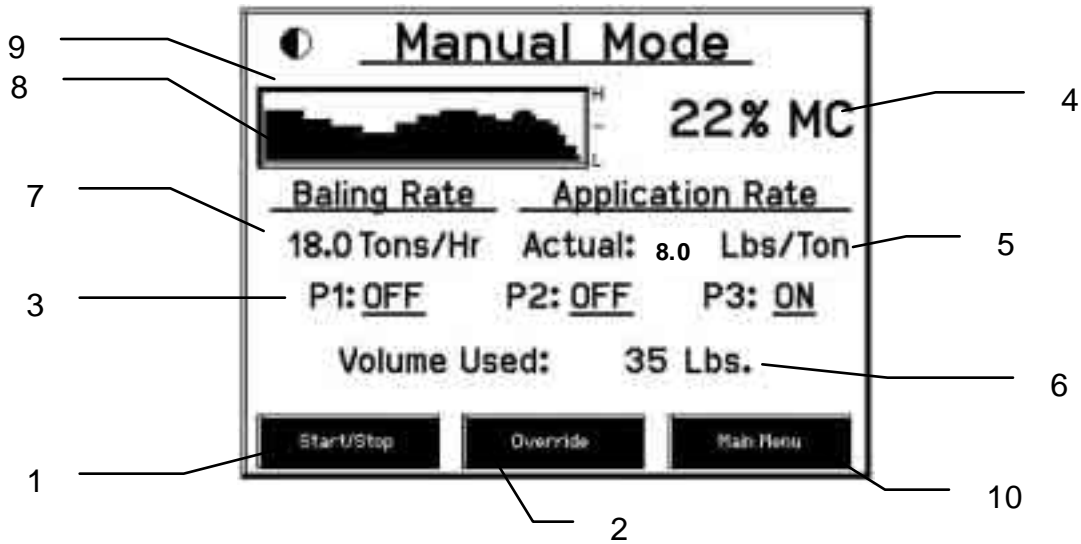 Manual Mode
9
8
H
-
L
22% MC
4
7
Baling Rate Application Rate
18.0 Tons/Hr Actual: 8.0 Lbs/Ton
5
3
P1: OFF P2: OFF P3: ON
Volume Used: 35 Lbs.
6
Start/Stop Override Main Menu
1
2
10